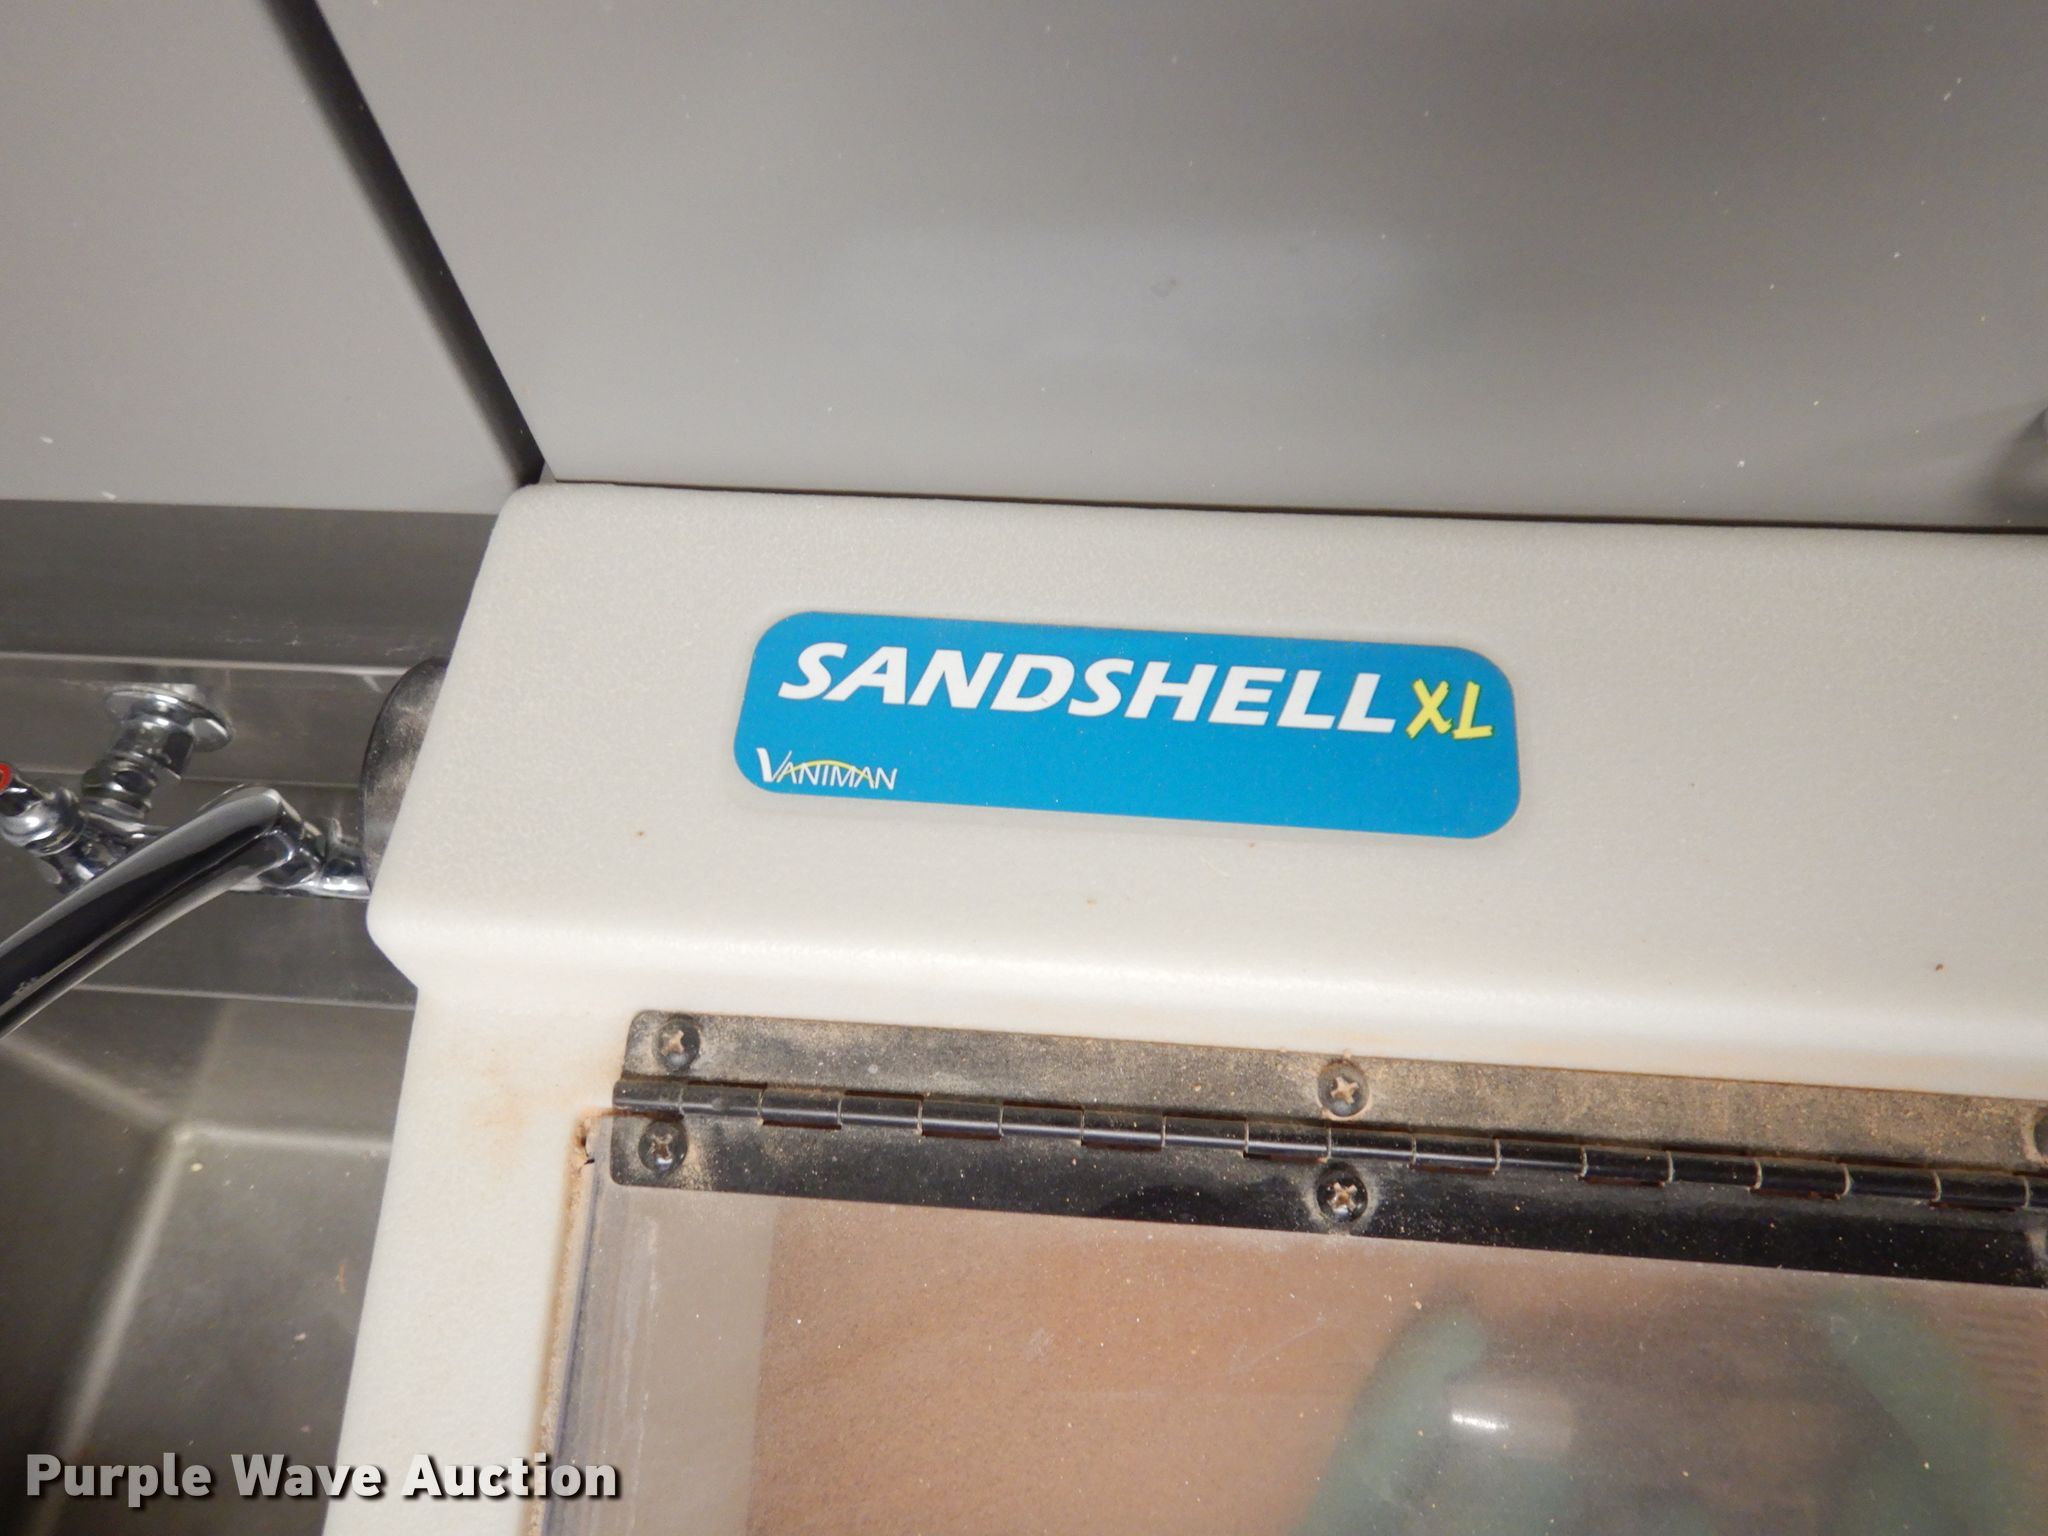 SANDSHELL XL
VANIMAN
Purple Wave Auction